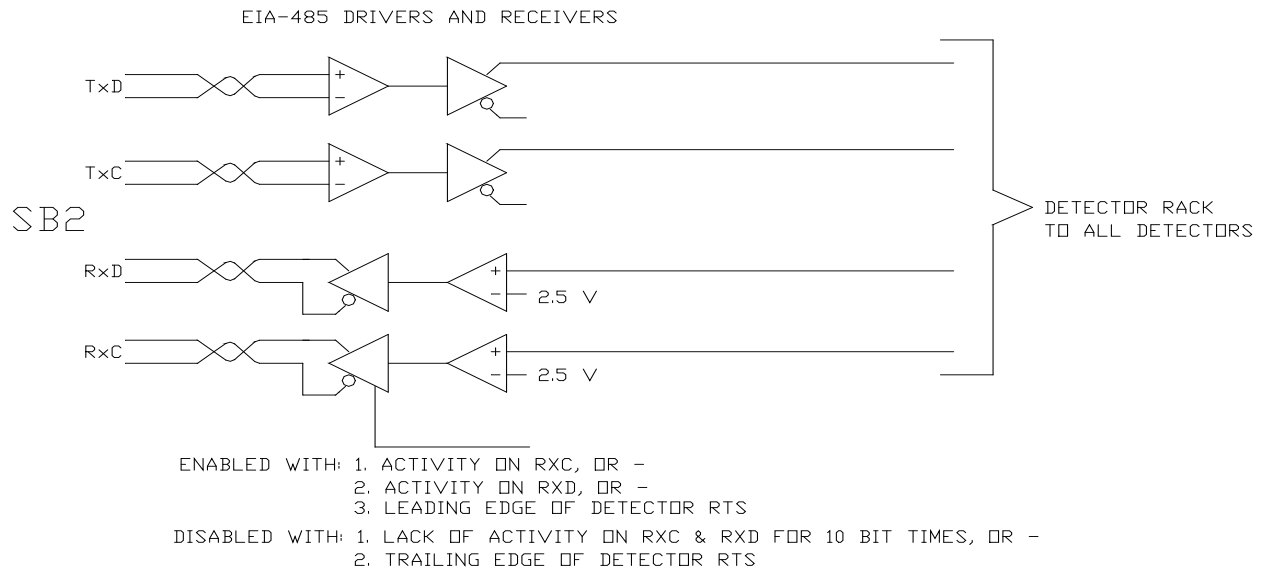 EIA-485 DRIVERS AND RECEIVERS
TxD
+
-
TxC
+
-
SB2
DETECTOR RACK
TO ALL DETECTORS
RxD
+
- 2.5 V
RxC
+
- 2.5 V
ENABLED WITH: 1. ACTIVITY ON RXC, OR -
2. ACTIVITY ON RXD, OR -
3. LEADING EDGE OF DETECTOR RTS
DISABLED WITH: 1. LACK OF ACTIVITY ON RXC & RXD FOR 10 BIT TIMES, OR -
2. TRAILING EDGE OF DETECTOR RTS